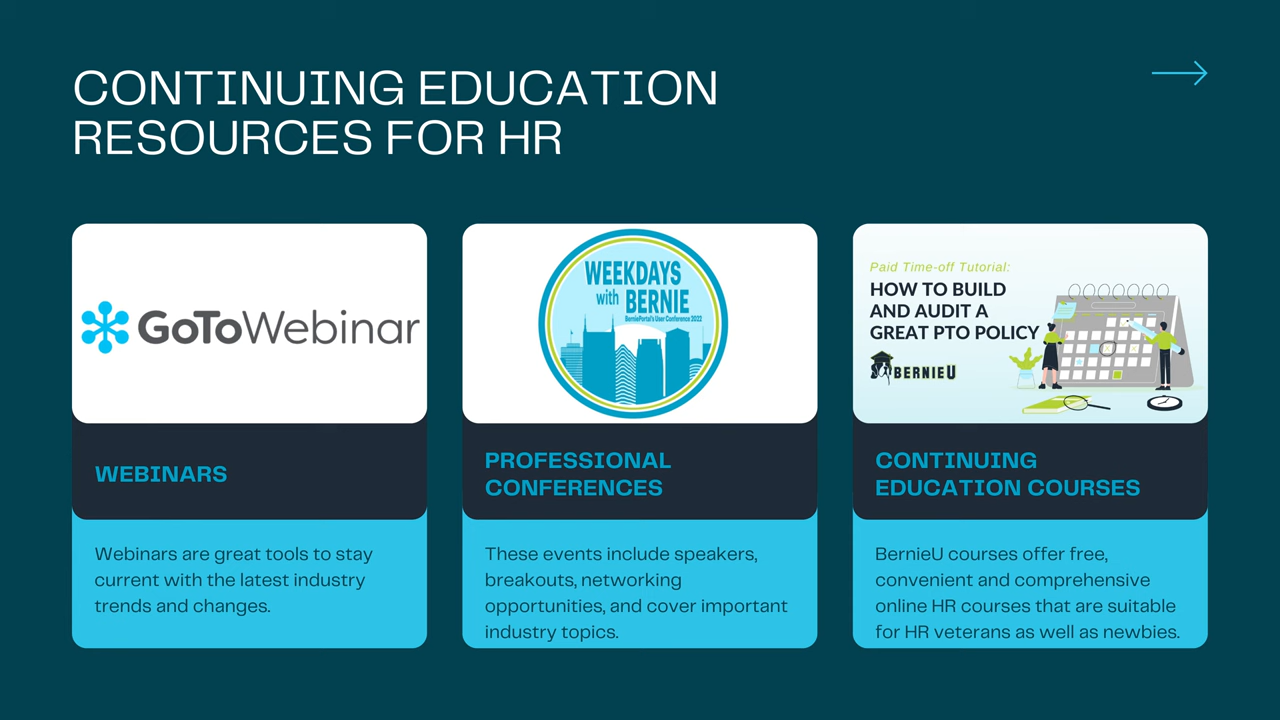 CONTINUING EDUCATION
RESOURCES FOR HR
GoToWebinar
WEBINARS
Webinars are great tools to stay
current with the latest industry
trends and changes.
WEEKDAYS
with BERNIE
BerniePortal's User Conference 2022
PROFESSIONAL
CONFERENCES
These events include speakers,
breakouts, networking
opportunities, and cover important
industry topics.
Paid Time-off Tutorial:
HOW TO BUILD
AND AUDIT A
GREAT PTO POLICY
BERNIEU
CONTINUING
EDUCATION COURSES
BernieU courses offer free,
convenient and comprehensive
online HR courses that are suitable
for HR veterans as well as newbies.